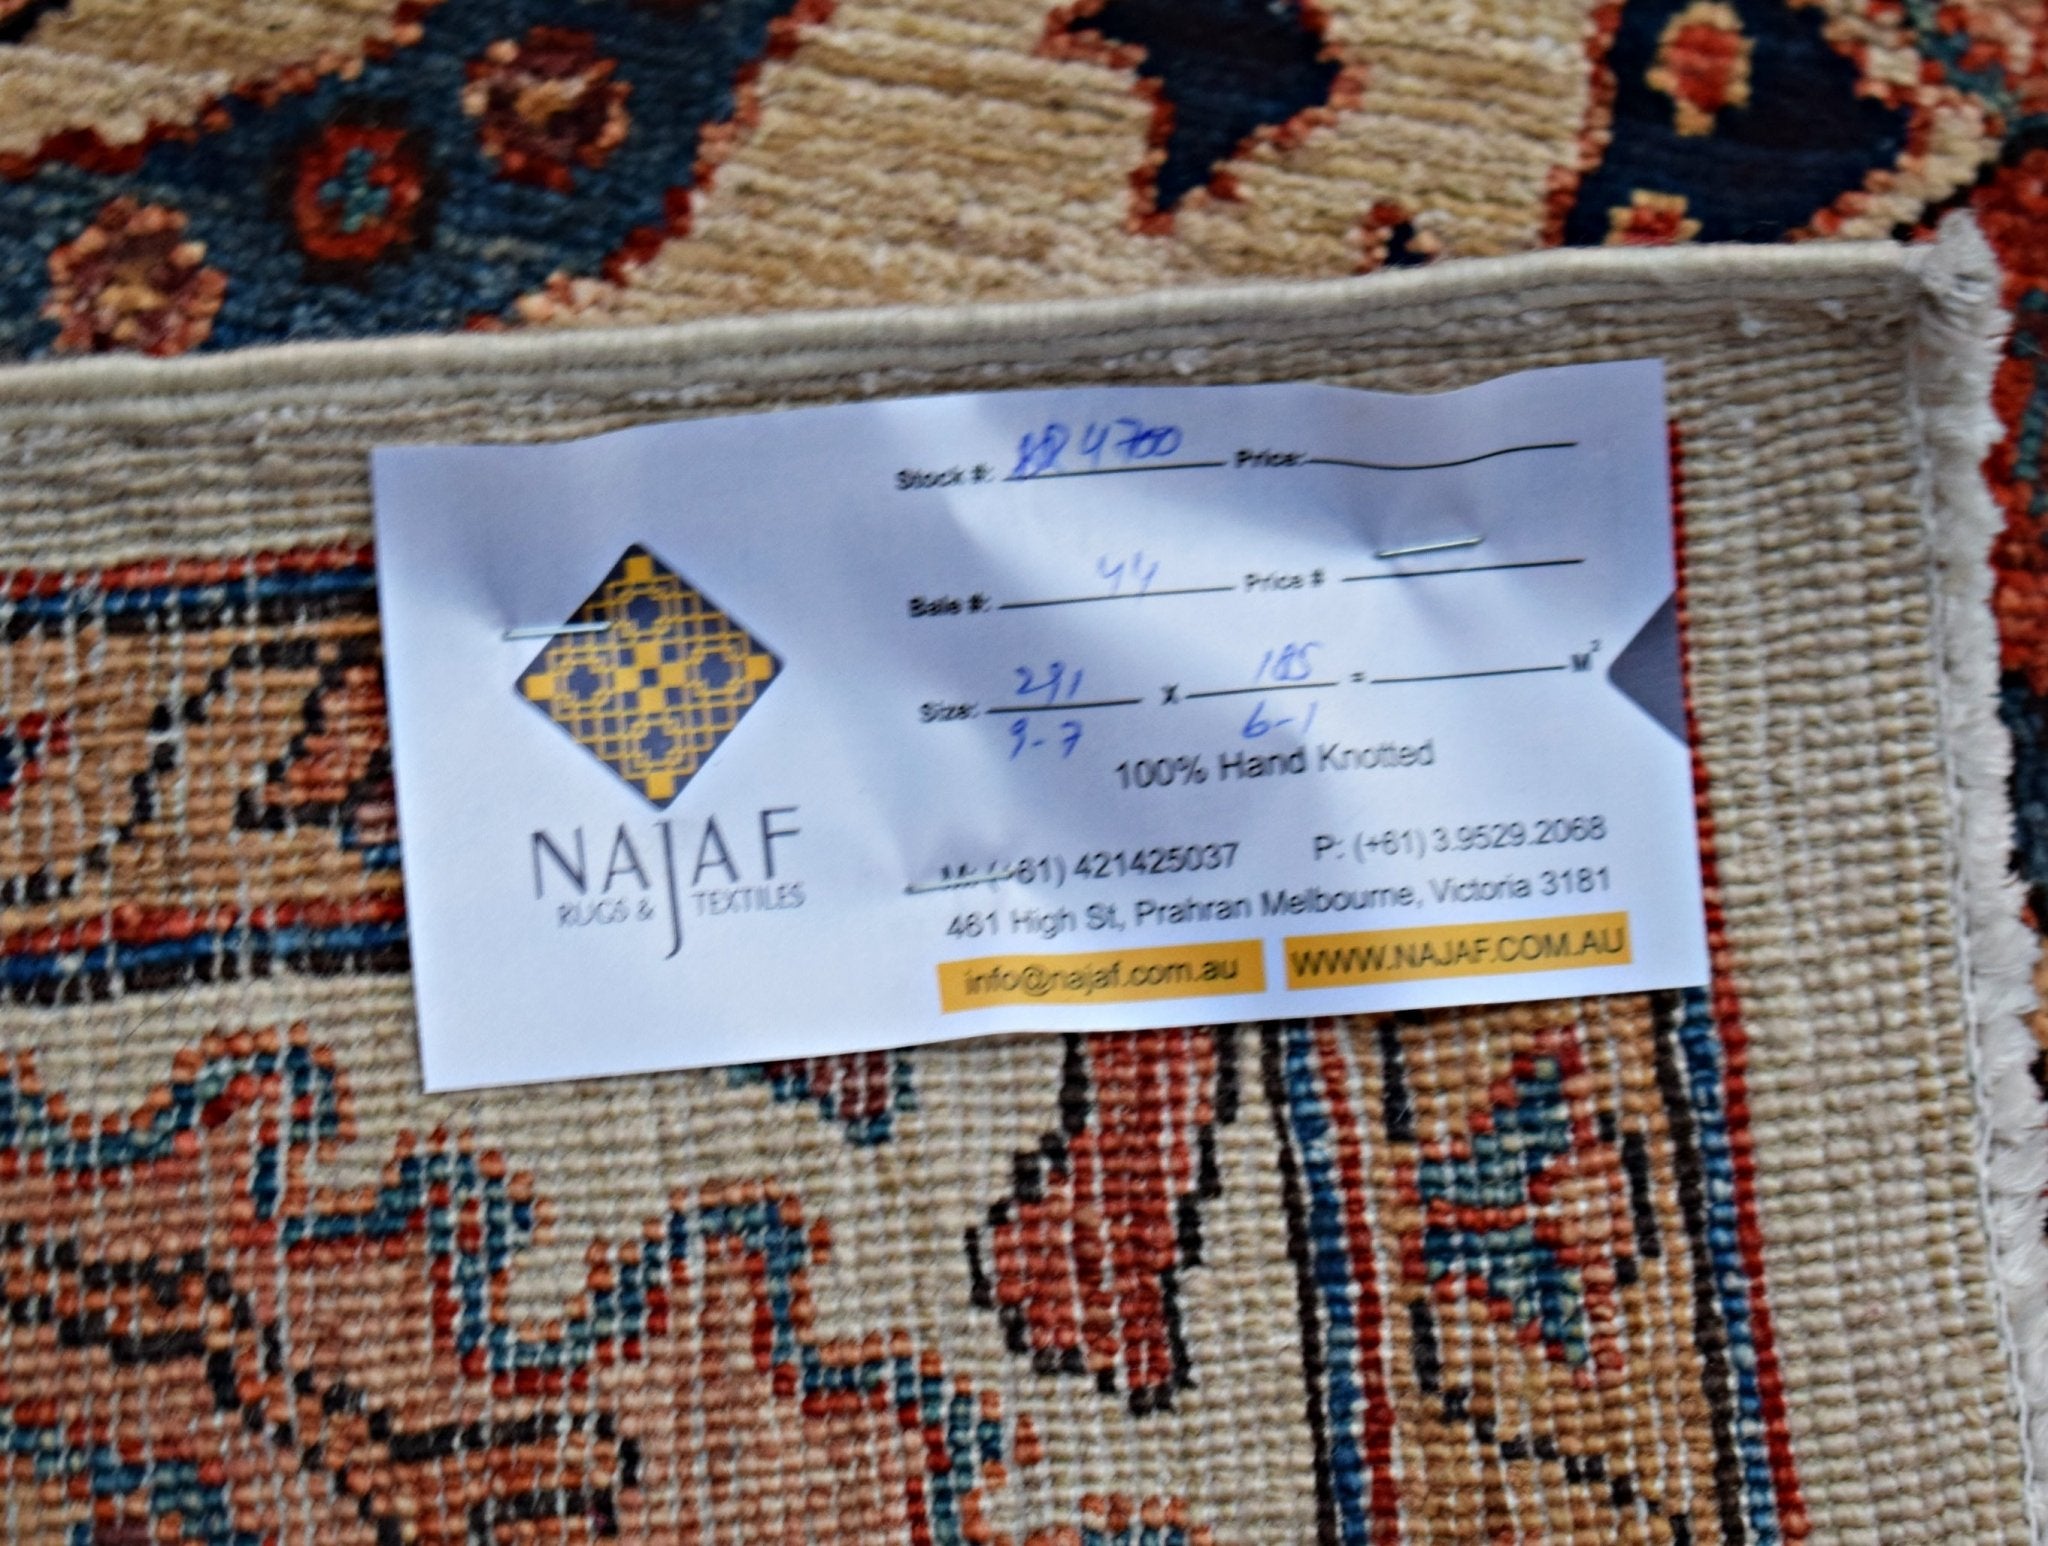 NAJAF
RUGS & TEXTILES
Stock #: 4700 Price:
Bale #: 44 Price #
Size: 291 X 185 = M²
9-7 6-1
100% Hand Knotted
M: (+61) 421425037 P: (+61) 3.9529.2068
461 High St, Prahran Melbourne, Victoria 3181
info@najaf.com.au WWW.NAJAF.COM.AU